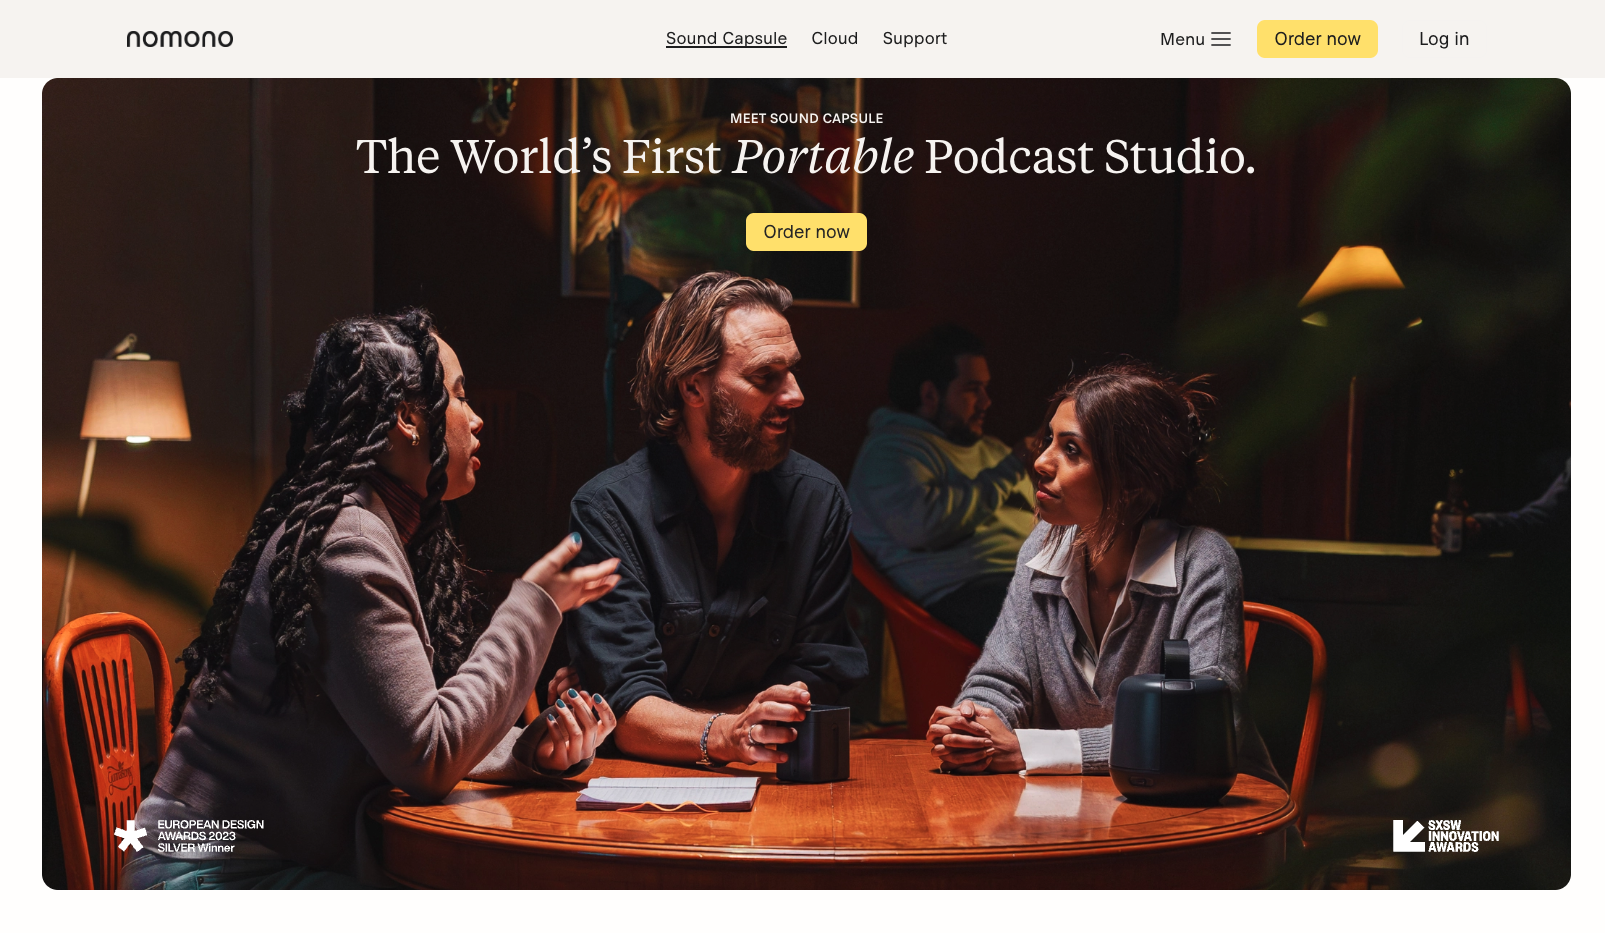 nomono
Sound Capsule
Cloud
Support
Menu
Order now
Log in
MEET SOUND CAPSULE
The World’s First Portable Podcast Studio.
Order now
EUROPEAN DESIGN
AWARDS 2023
SILVER Winner
SXSW
INNOVATION
AWARDS